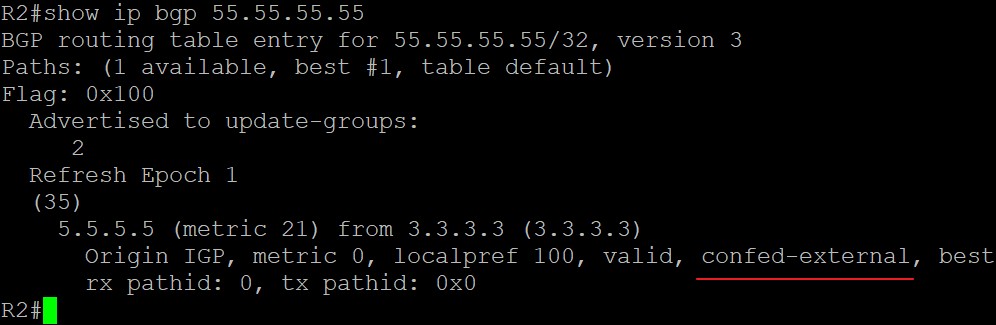 R2#show ip bgp 55.55.55.55
BGP routing table entry for 55.55.55.55/32, version 3
Paths: (1 available, best #1, table default)
Flag: 0x100
Advertised to update-groups:
2
Refresh Epoch 1
(35)
5.5.5.5 (metric 21) from 3.3.3.3 (3.3.3.3)
Origin IGP, metric 0, localpref 100, valid, confed-external, best
rx pathid: 0, tx pathid: 0x0
R2#